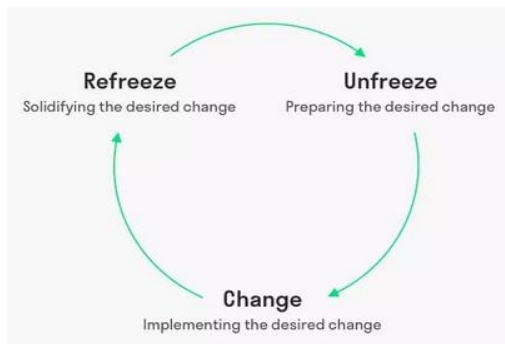 Refreeze
Solidifying the desired change
Unfreeze
Preparing the desired change
Change
Implementing the desired change